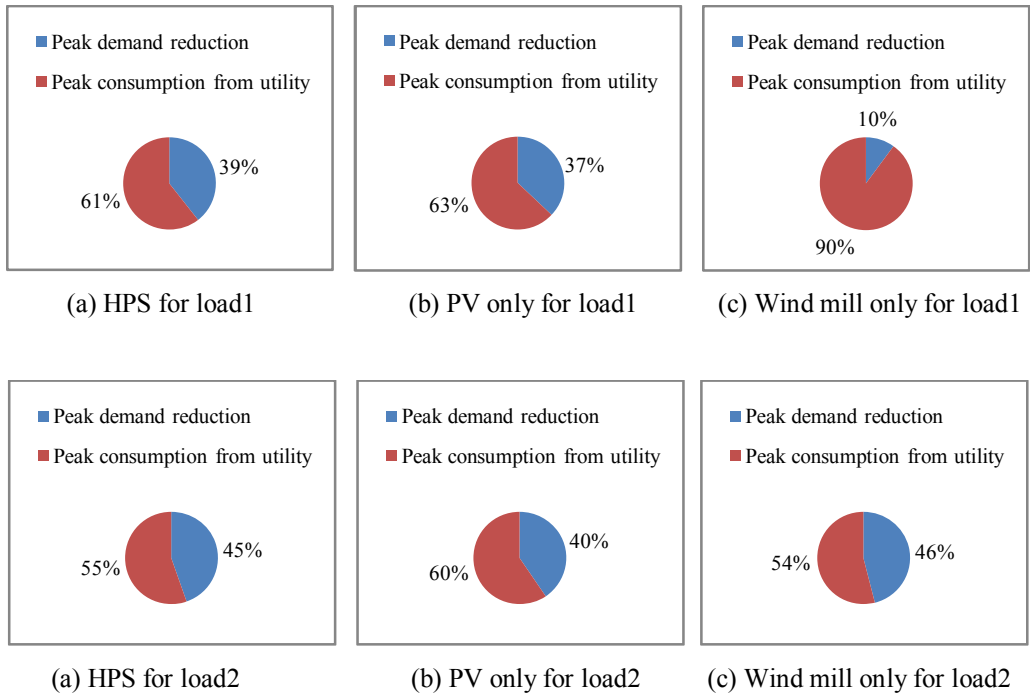 Peak demand reduction
Peak consumption from utility
39%
61%
(a) HPS for load1
Peak demand reduction
Peak consumption from utility
37%
63%
(b) PV only for load1
Peak demand reduction
Peak consumption from utility
10%
90%
(c) Wind mill only for load1
Peak demand reduction
Peak consumption from utility
45%
55%
(a) HPS for load2
Peak demand reduction
Peak consumption from utility
40%
60%
(b) PV only for load2
Peak demand reduction
Peak consumption from utility
46%
54%
(c) Wind mill only for load2